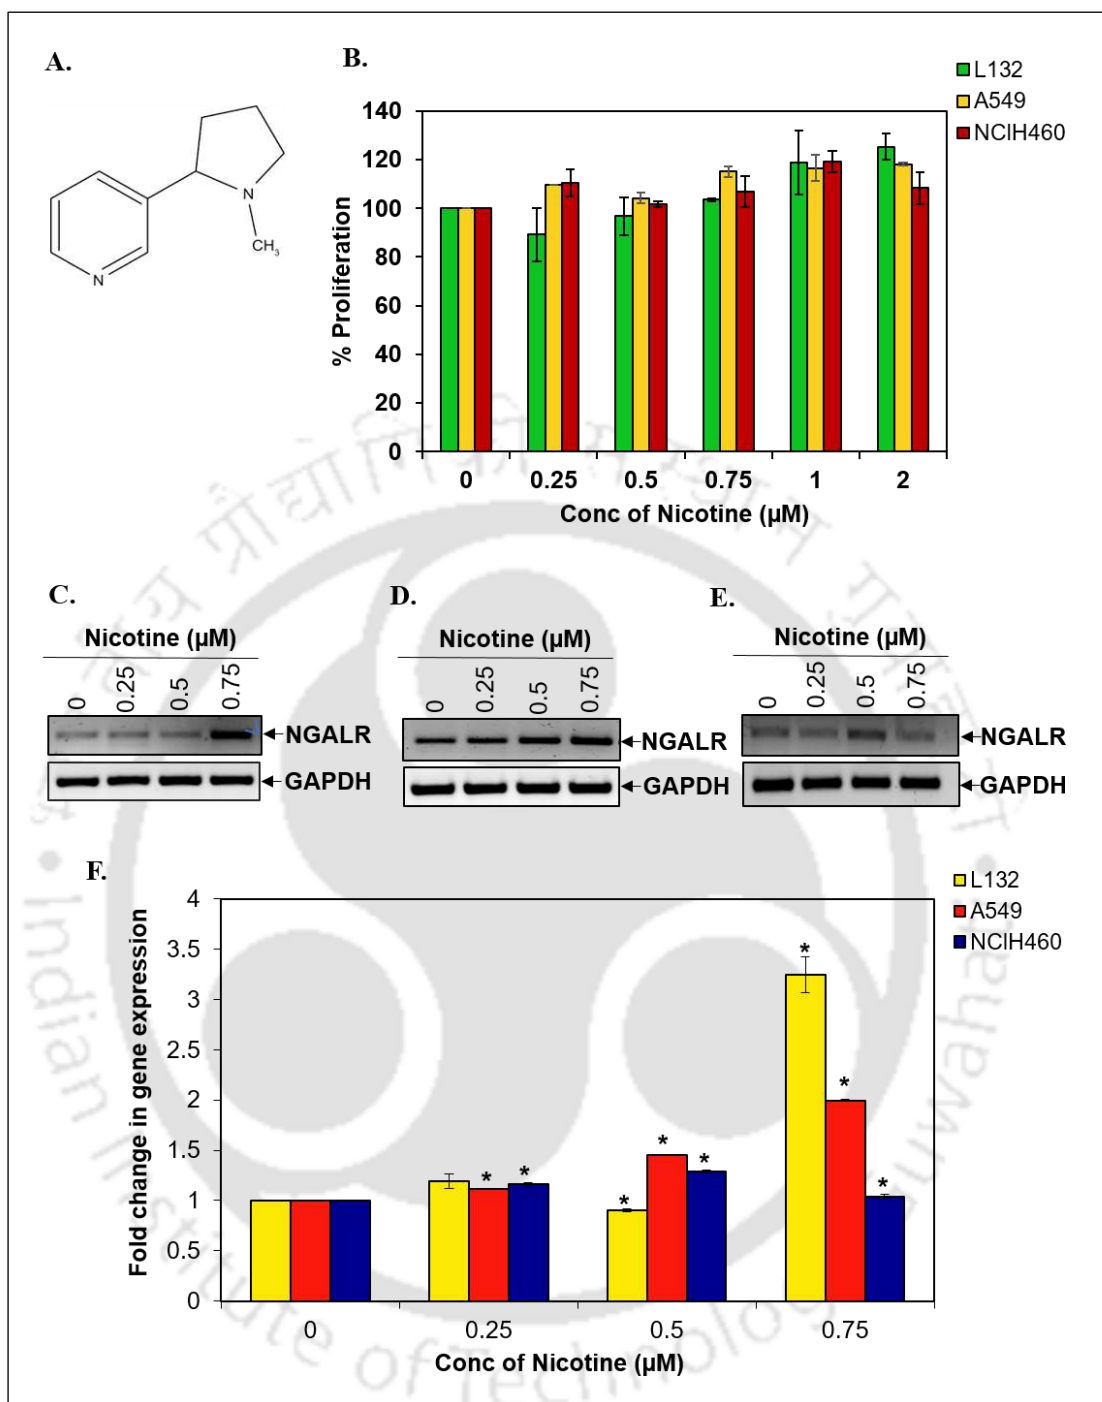 A.
N
N
CH3
B.
L132
A549
NCIH460
140
120
100
80
60
40
20
0
% Proliferation
0 0.25 0.5 0.75 1 2
Conc of Nicotine (µM)
C.
Nicotine (µM)
0 0.25 0.5 0.75
NGALR
GAPDH
D.
Nicotine (µM)
0 0.25 0.5 0.75
NGALR
GAPDH
E.
Nicotine (µM)
0 0.25 0.5 0.75
NGALR
GAPDH
F.
L132
A549
NCIH460
4
3.5
3
2.5
2
1.5
1
0.5
0
Fold change in gene expression
* * * * * * * *
0 0.25 0.5 0.75
Conc of Nicotine (µM)
Indian Institute of Technology